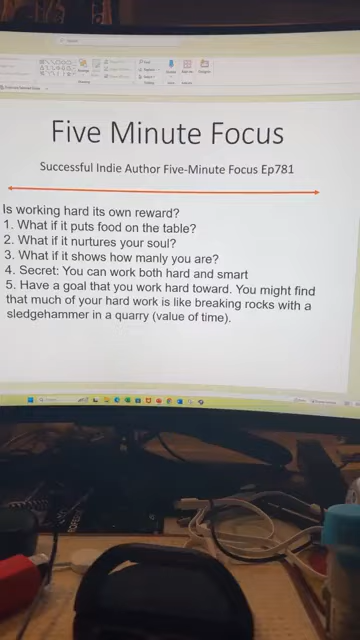 Five Minute Focus
Successful Indie Author Five-Minute Focus Ep781
Is working hard its own reward?
1. What if it puts food on the table?
2. What if it nurtures your soul?
3. What if it shows how manly you are?
4. Secret: You can work both hard and smart
5. Have a goal that you work hard toward. You might find
that much of your hard work is like breaking rocks with a
sledgehammer in a quarry (value of time).